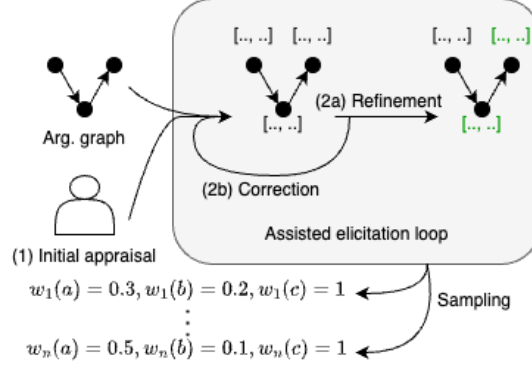 [.., ..] [.., ..] [.., ..] [.., ..]
(2a) Refinement
[.., ..] [.., ..]
Arg. graph
(2b) Correction
(1) Initial appraisal
Assisted elicitation loop
w₁(a) = 0.3, w₁(b) = 0.2, w₁(c) = 1
Sampling
⋮
wₙ(a) = 0.5, wₙ(b) = 0.1, wₙ(c) = 1